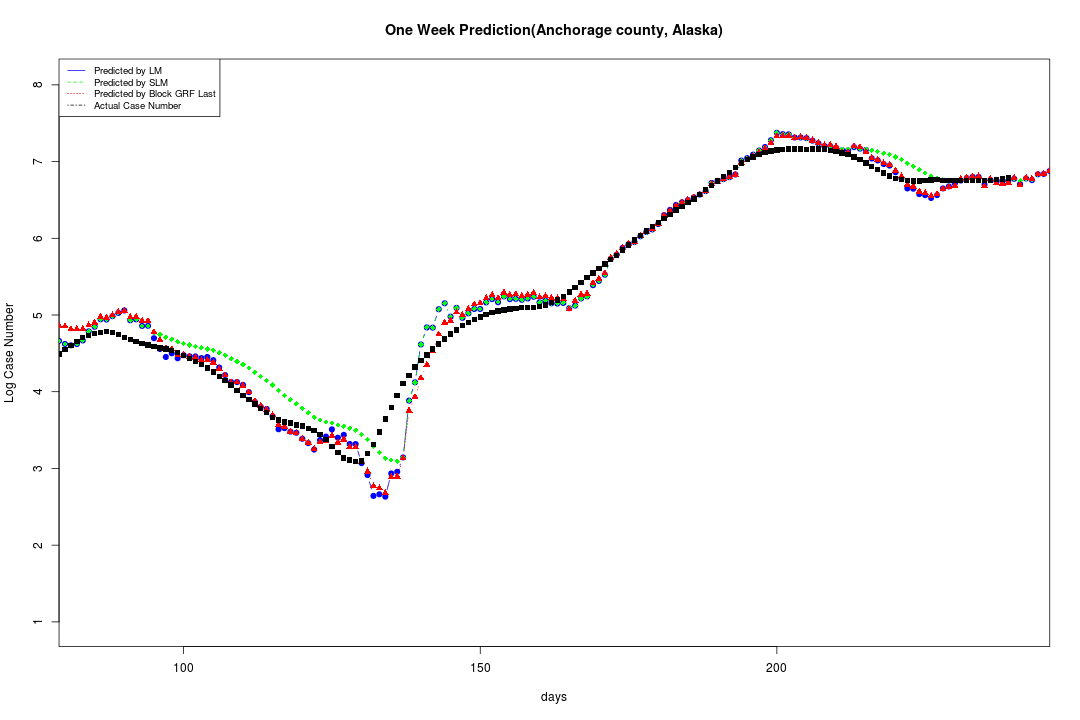 One Week Prediction(Anchorage county, Alaska)
Predicted by LM
Predicted by SLM
Predicted by Block GRF Last
Actual Case Number
8
7
6
5
4
3
2
1
Log Case Number
100 150 200
days